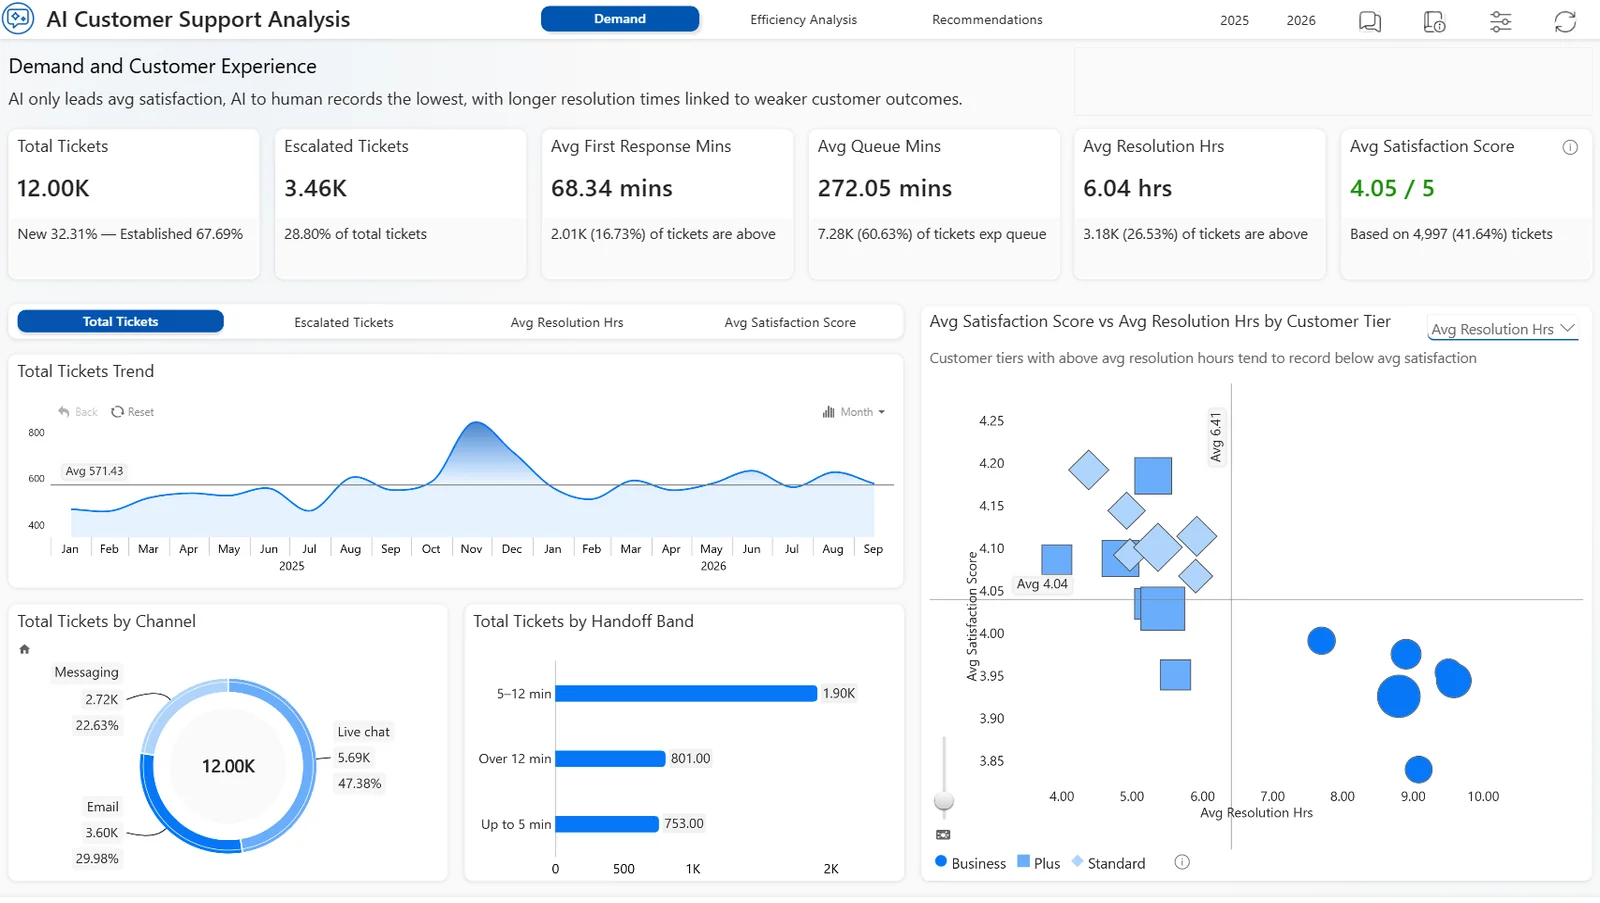 AI Customer Support Analysis
Demand
Efficiency Analysis
Recommendations
2025
2026
Demand and Customer Experience
AI only leads avg satisfaction, AI to human records the lowest, with longer resolution times linked to weaker customer outcomes.
Total Tickets
12.00K
New 32.31% — Established 67.69%
Escalated Tickets
3.46K
28.80% of total tickets
Avg First Response Mins
68.34 mins
2.01K (16.73%) of tickets are above
Avg Queue Mins
272.05 mins
7.28K (60.63%) of tickets exp queue
Avg Resolution Hrs
6.04 hrs
3.18K (26.53%) of tickets are above
Avg Satisfaction Score
4.05 / 5
Based on 4,997 (41.64%) tickets
Total Tickets
Escalated Tickets
Avg Resolution Hrs
Avg Satisfaction Score
Total Tickets Trend
Back
Reset
Month
800
600
400
Avg 571.43
Jan Feb Mar Apr May Jun Jul Aug Sep Oct Nov Dec Jan Feb Mar Apr May Jun Jul Aug Sep
2025
2026
Total Tickets by Channel
Messaging
2.72K
22.63%
Live chat
5.69K
47.38%
12.00K
Email
3.60K
29.98%
Total Tickets by Handoff Band
5–12 min 1.90K
Over 12 min 801.00
Up to 5 min 753.00
0 500 1K 2K
Avg Satisfaction Score vs Avg Resolution Hrs by Customer Tier
Avg Resolution Hrs
Customer tiers with above avg resolution hours tend to record below avg satisfaction
Avg Satisfaction Score
4.25
4.20
4.15
4.10
4.05
4.00
3.95
3.90
3.85
Avg 6.41
Avg 4.04
4.00 5.00 6.00 7.00 8.00 9.00 10.00
Avg Resolution Hrs
Business Plus Standard